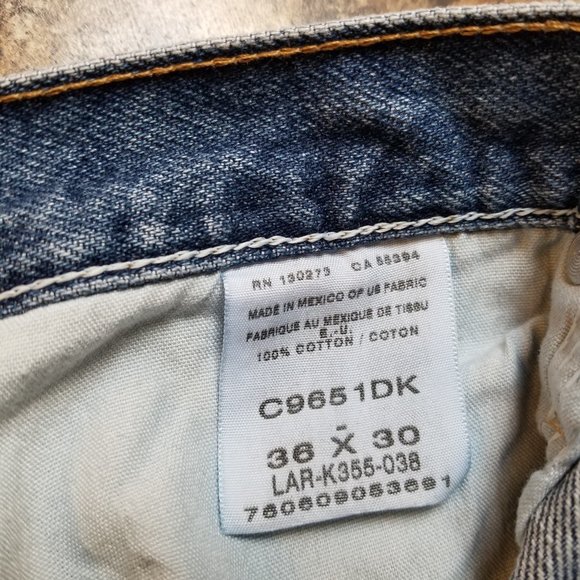 RN 130273 CA 55394
MADE IN MEXICO OF US FABRIC
FABRIQUE AU MEXIQUE DE TISSU
E.-U.
100% COTTON / COTON
C9651DK
-
36 X 30
LAR-K355-038
760609053691